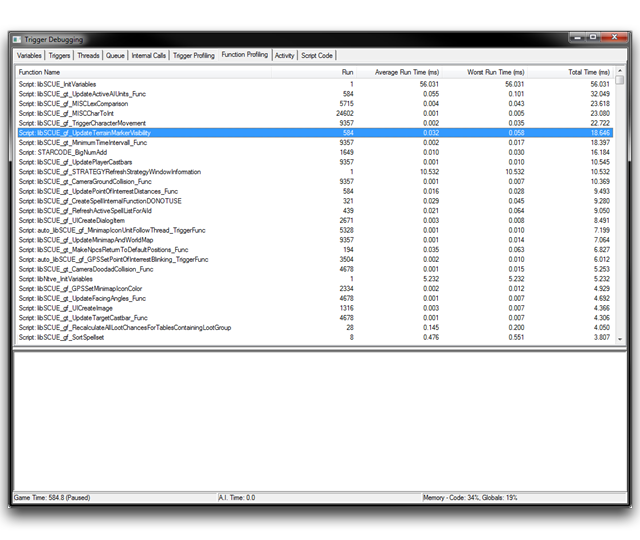 Trigger Debugging
Variables Triggers Threads Queue Internal Calls Trigger Profiling Function Profiling Activity Script Code
Function Name Run Average Run Time (ms) Worst Run Time (ms) Total Time (ms)
Script: libSCUE_InitVariables 1 56.031 56.031 56.031
Script: libSCUE_gt_UpdateActiveAIUnits_Func 584 0.055 0.101 32.049
Script: libSCUE_gf_MISCLexComparison 5715 0.004 0.043 23.618
Script: libSCUE_gf_MISCCharToInt 24602 0.001 0.005 23.080
Script: libSCUE_gf_TriggerCharacterMovement 9357 0.002 0.035 22.722
Script: libSCUE_gf_UpdateTerrainMarkerVisibility 584 0.032 0.058 18.646
Script: libSCUE_gt_MinimumTimeIntervall_Func 9357 0.002 0.017 18.397
Script: STARCODE_BigNumAdd 1649 0.010 0.030 16.184
Script: libSCUE_gf_UpdatePlayerCastbars 9357 0.001 0.010 10.545
Script: libSCUE_gf_STRATEGYRefreshStrategyWindowInformation 1 10.532 10.532 10.532
Script: libSCUE_gt_CameraGroundCollision_Func 9357 0.001 0.007 10.369
Script: libSCUE_gt_UpdatePointOfInterrestDistances_Func 584 0.016 0.028 9.493
Script: libSCUE_gf_CreateSpellInternalFunctionDONOTUSE 321 0.029 0.045 9.280
Script: libSCUE_gf_RefreshActiveSpellListForAiId 439 0.021 0.064 9.050
Script: libSCUE_gf_UICreateDialogItem 2671 0.003 0.008 8.491
Script: auto_libSCUE_gf_MinimapIconUnitFollowThread_TriggerFunc 5328 0.001 0.010 7.199
Script: libSCUE_gf_UpdateMinimapAndWorldMap 9357 0.001 0.014 7.064
Script: libSCUE_gt_MakeNpcsReturnToDefaultPositions_Func 194 0.035 0.063 6.827
Script: auto_libSCUE_gf_GPSSetPointOfInterestBlinking_TriggerFunc 3504 0.002 0.010 6.012
Script: libSCUE_gt_CameraDoodadCollision_Func 4678 0.001 0.015 5.253
Script: libNtve_InitVariables 1 5.232 5.232 5.232
Script: libSCUE_gf_GPSSetMinimapIconColor 2334 0.002 0.012 4.929
Script: libSCUE_gt_UpdateFacingAngles_Func 4678 0.001 0.007 4.692
Script: libSCUE_gf_UICreateImage 1316 0.003 0.007 4.366
Script: libSCUE_gt_UpdateTargetCastbar_Func 4678 0.001 0.007 4.306
Script: libSCUE_gf_RecalculateAllLootChancesForTablesContainingLootGroup 28 0.145 0.200 4.050
Script: libSCUE_gf_SortSpellset 8 0.476 0.551 3.807
Game Time: 584.8 (Paused) A.I. Time: 0.0 Memory - Code: 34%, Globals: 19%